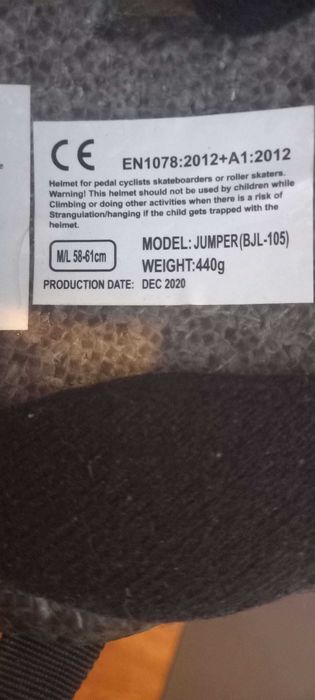 CE EN1078:2012+A1:2012
Helmet for pedal cyclists skateboarders or roller skaters.
Warning! This helmet should not be used by children while
Climbing or doing other activities when there is a risk of
Strangulation/hanging if the child gets trapped with the
helmet.
M/L 58-61cm
MODEL: JUMPER(BJL-105)
WEIGHT:440g
PRODUCTION DATE: DEC 2020